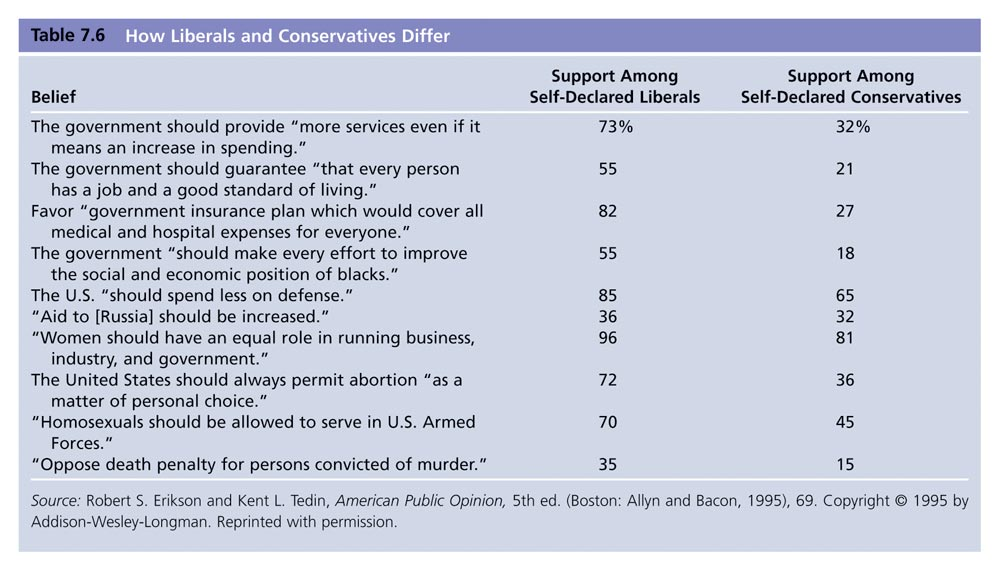 Table 7.6 How Liberals and Conservatives Differ
Support Among Support Among
Belief Self-Declared Liberals Self-Declared Conservatives
The government should provide “more services even if it 73% 32%
means an increase in spending.”
The government should guarantee “that every person 55 21
has a job and a good standard of living.”
Favor “government insurance plan which would cover all 82 27
medical and hospital expenses for everyone.”
The government “should make every effort to improve 55 18
the social and economic position of blacks.”
The U.S. “should spend less on defense.” 85 65
“Aid to [Russia] should be increased.” 36 32
“Women should have an equal role in running business, 96 81
industry, and government.”
The United States should always permit abortion “as a 72 36
matter of personal choice.”
“Homosexuals should be allowed to serve in U.S. Armed 70 45
Forces.”
“Oppose death penalty for persons convicted of murder.” 35 15
Source: Robert S. Erikson and Kent L. Tedin, American Public Opinion, 5th ed. (Boston: Allyn and Bacon, 1995), 69. Copyright © 1995 by
Addison-Wesley-Longman. Reprinted with permission.